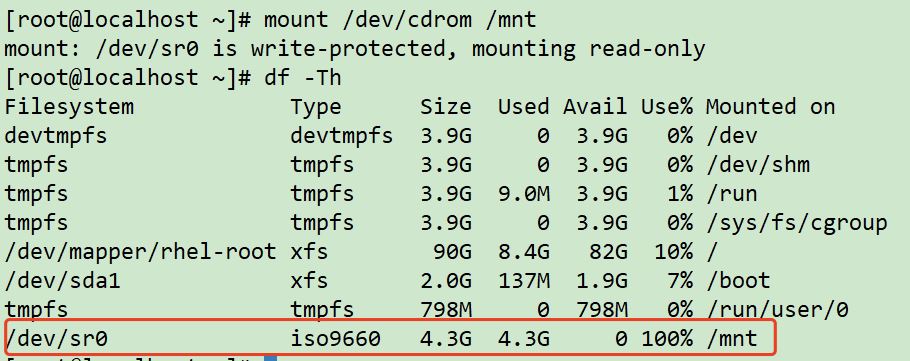 [root@localhost ~]# mount /dev/cdrom /mnt
mount: /dev/sr0 is write-protected, mounting read-only
[root@localhost ~]# df -Th
Filesystem            Type      Size  Used Avail Use% Mounted on
devtmpfs              devtmpfs  3.9G     0  3.9G   0% /dev
tmpfs                 tmpfs     3.9G     0  3.9G   0% /dev/shm
tmpfs                 tmpfs     3.9G  9.0M  3.9G   1% /run
tmpfs                 tmpfs     3.9G     0  3.9G   0% /sys/fs/cgroup
/dev/mapper/rhel-root xfs        90G  8.4G   82G  10% /
/dev/sda1             xfs       2.0G  137M  1.9G   7% /boot
tmpfs                 tmpfs     798M     0  798M   0% /run/user/0
/dev/sr0              iso9660   4.3G  4.3G     0 100% /mnt